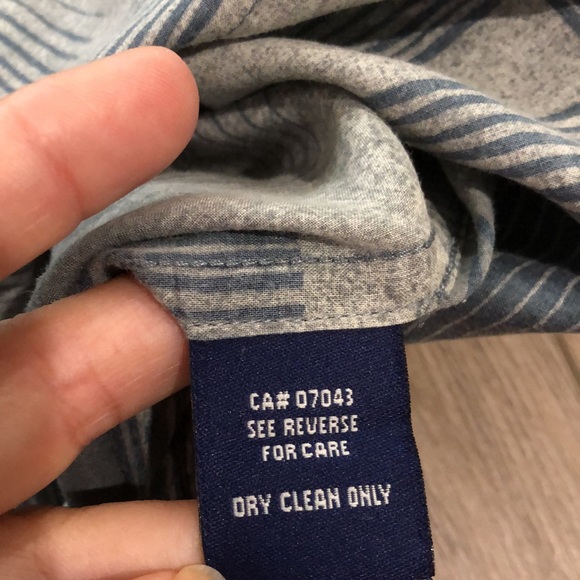 CA# 07043
SEE REVERSE
FOR CARE
DRY CLEAN ONLY